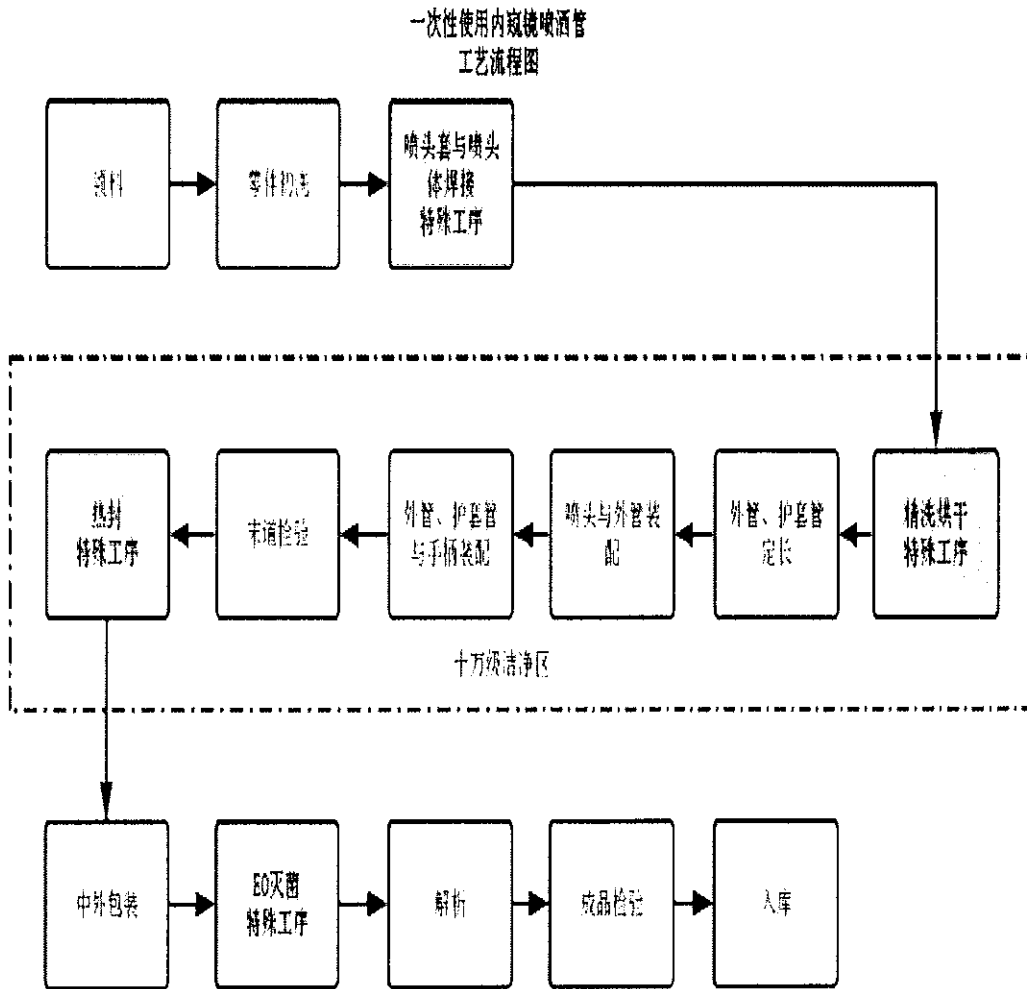 一次性使用内窥镜喷洒管
工艺流程图
领料
零件初洗
喷头套与喷头
体焊接
特殊工序
精洗烘干
特殊工序
外管、护套管
定长
喷头与外管装
配
外管、护套管
与手柄装配
末道检验
热封
特殊工序
十万级洁净区
中外包装
EO灭菌
特殊工序
解析
成品检验
入库